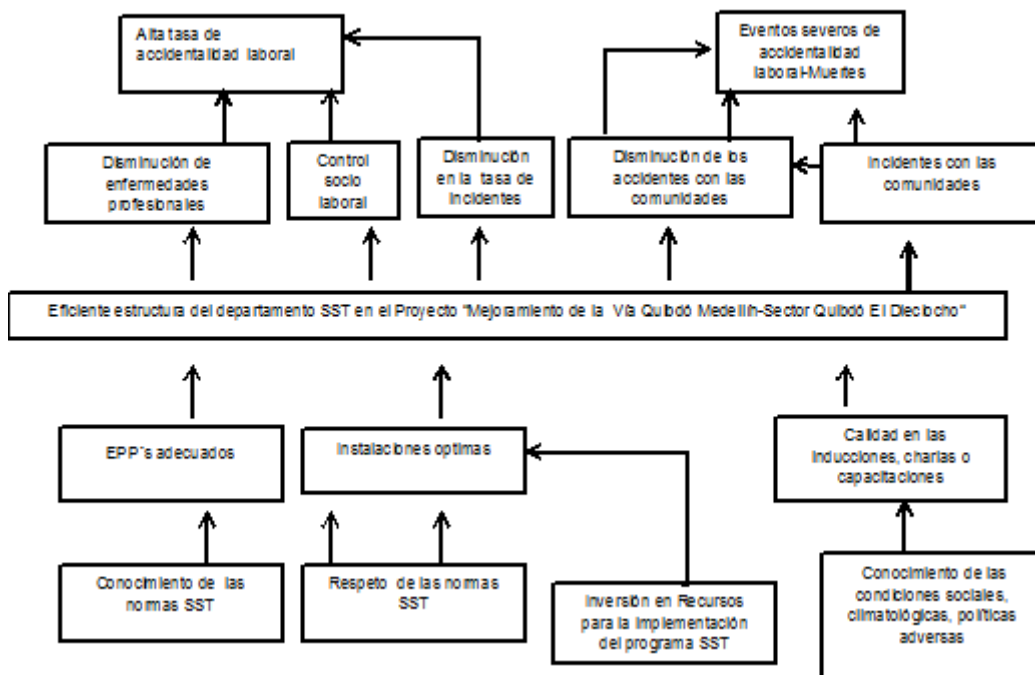 Alta tasa de
accidentalidad laboral
Eventos severos de
accidentalidad
laboral-Muertes
Disminución de
enfermedades
profesionales
Control
socio
laboral
Disminución
en la tasa de
incidentes
Disminución de los
accidentes con las
comunidades
Incidentes con las
comunidades
Eficiente estructura del departamento SST en el Proyecto "Mejoramiento de la Vía Quibdó Medellín-Sector Quibdó El Dieciocho"
EPP's adecuados
Instalaciones optimas
Calidad en las
inducciones, charlas o
capacitaciones
Conocimiento de las
normas SST
Respeto de las normas
SST
Inversión en Recursos
para la implementación
del programa SST
Conocimiento de las
condiciones sociales,
climatológicas, políticas
adversas